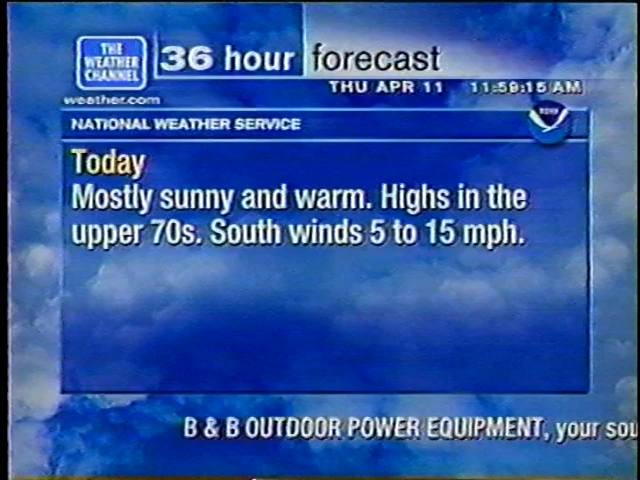 THE
WEATHER
CHANNEL
36 hour forecast
weather.com
THU APR 11 11:59:15 AM
NATIONAL WEATHER SERVICE
Today
Mostly sunny and warm. Highs in the
upper 70s. South winds 5 to 15 mph.
B & B OUTDOOR POWER EQUIPMENT, your